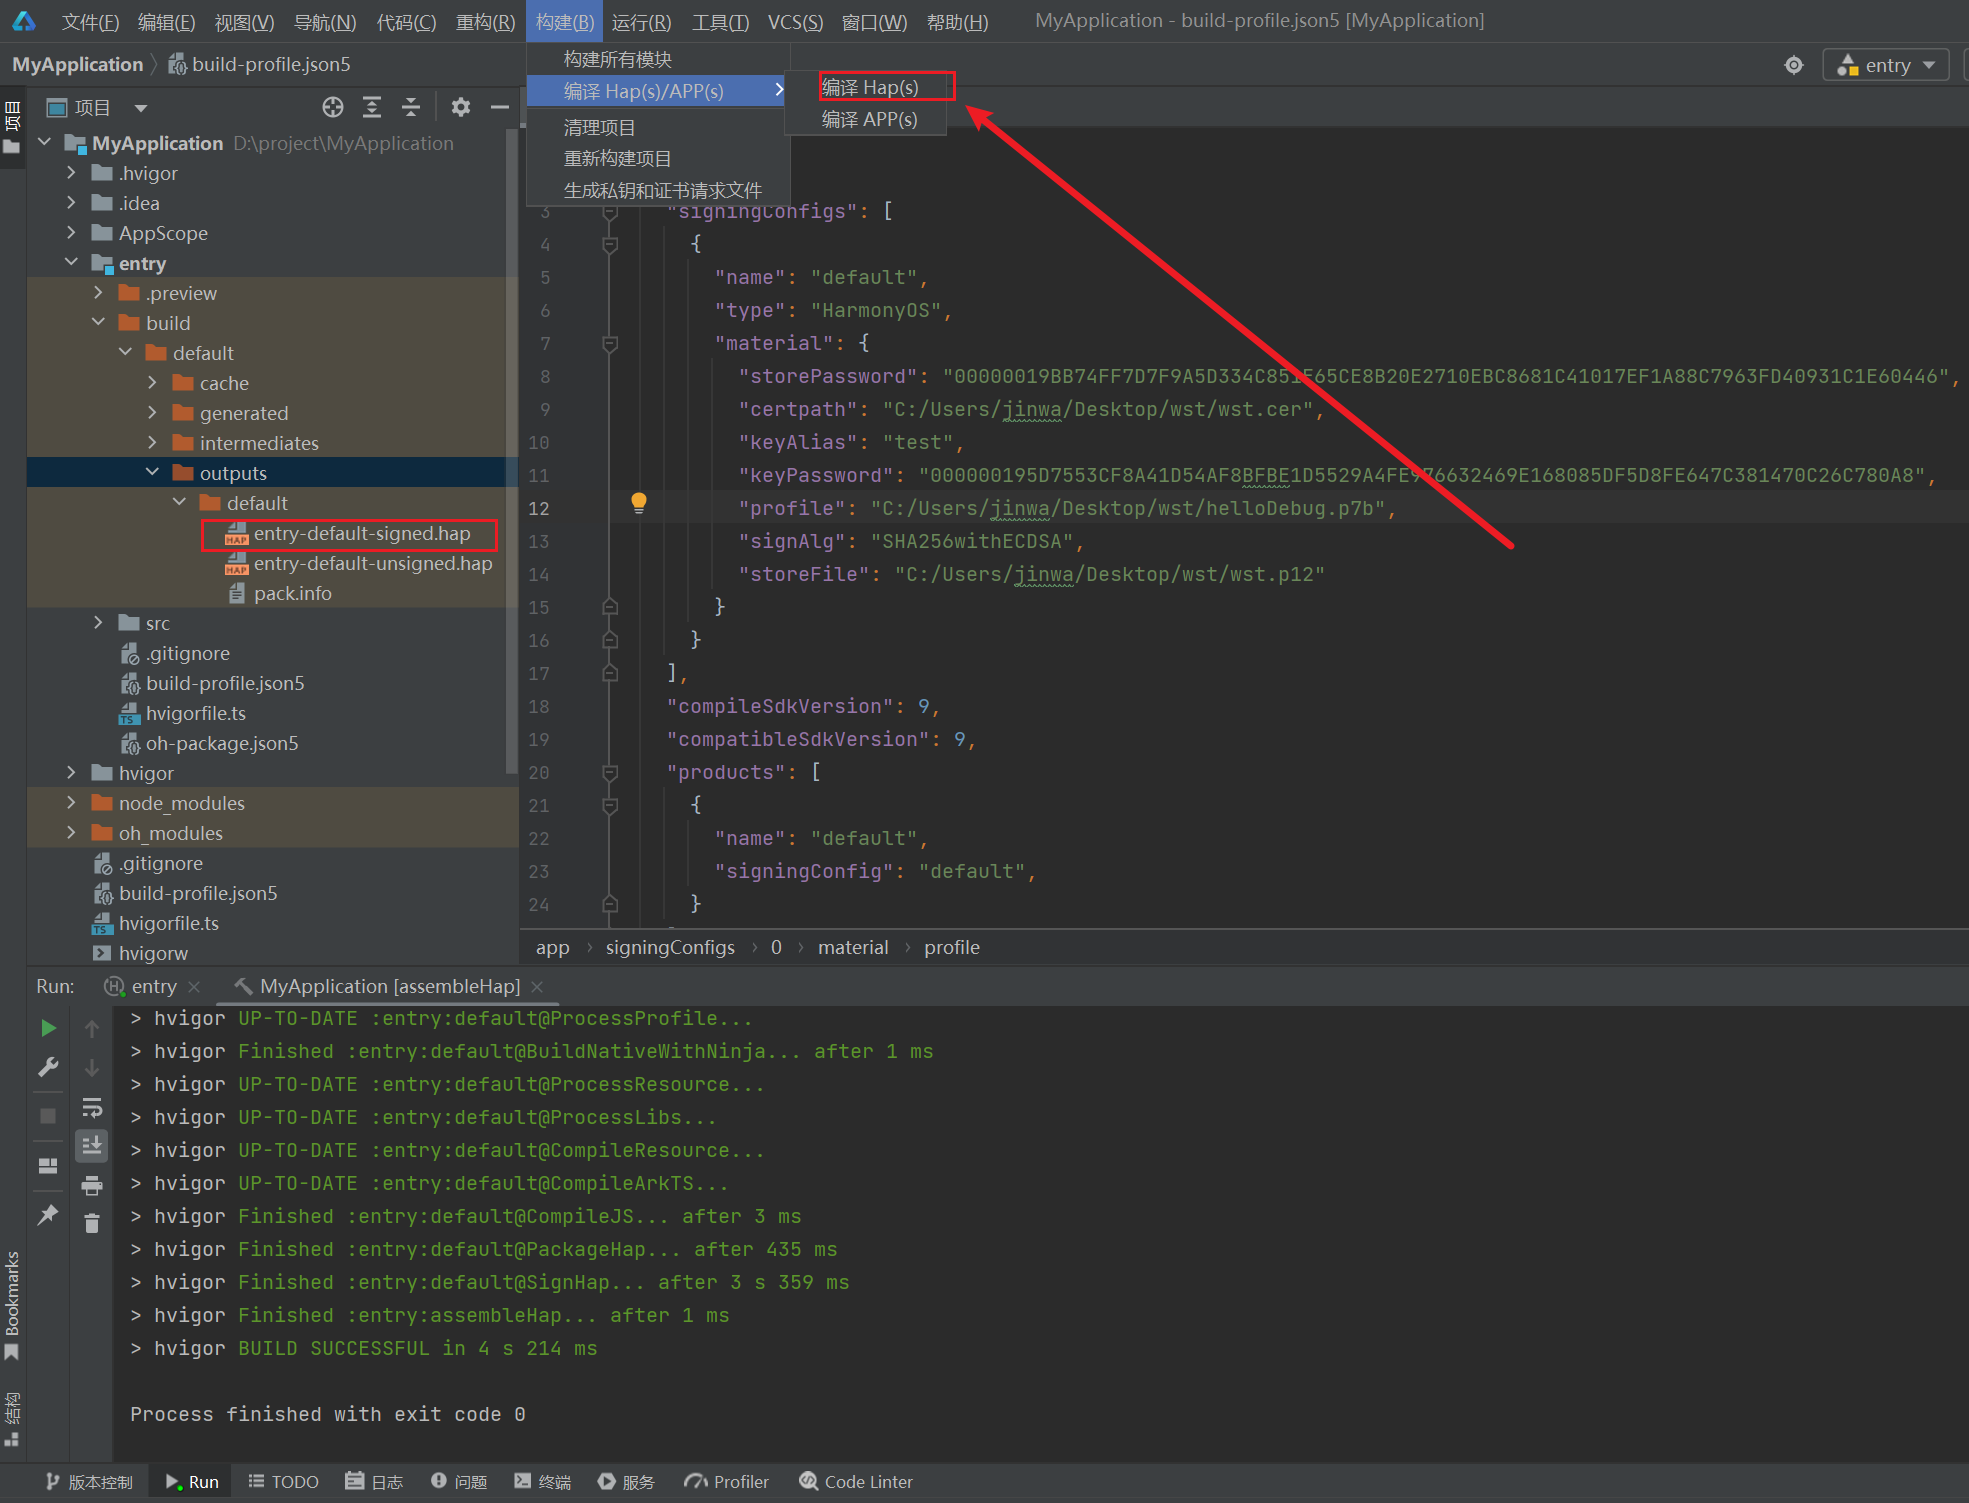 文件(F) 编辑(E) 视图(V) 导航(N) 代码(C) 重构(R) 构建(B) 运行(R) 工具(T) VCS(S) 窗口(W) 帮助(H) MyApplication - build-profile.json5 [MyApplication]
MyApplication build-profile.json5
entry
构建所有模块
编译 Hap(s)/APP(s)
清理项目
重新构建项目
生成私钥和证书请求文件
编译 Hap(s)
编译 APP(s)
项目
项目
MyApplication D:\project\MyApplication
.hvigor
.idea
AppScope
entry
.preview
build
default
cache
generated
intermediates
outputs
default
entry-default-signed.hap
entry-default-unsigned.hap
pack.info
src
.gitignore
build-profile.json5
hvigorfile.ts
oh-package.json5
hvigor
node_modules
oh_modules
.gitignore
build-profile.json5
hvigorfile.ts
hvigorw
3 "signingConfigs": [
4 {
5 "name": "default",
6 "type": "HarmonyOS",
7 "material": {
8 "storePassword": "00000019BB74FF7D7F9A5D334C851E65CE8B20E2710EBC8681C41017EF1A88C7963FD40931C1E60446",
9 "certpath": "C:/Users/jinwa/Desktop/wst/wst.cer",
10 "keyAlias": "test",
11 "keyPassword": "000000195D7553CF8A41D54AF8BFBE1D5529A4FE976632469E168085DF5D8FE647C381470C26C780A8",
12 "profile": "C:/Users/jinwa/Desktop/wst/helloDebug.p7b",
13 "signAlg": "SHA256withECDSA",
14 "storeFile": "C:/Users/jinwa/Desktop/wst/wst.p12"
15 }
16 }
17 ],
18 "compileSdkVersion": 9,
19 "compatibleSdkVersion": 9,
20 "products": [
21 {
22 "name": "default",
23 "signingConfig": "default",
24 }
app › signingConfigs › 0 › material › profile
Run: entry MyApplication [assembleHap]
> hvigor UP-TO-DATE :entry:default@ProcessProfile...
> hvigor Finished :entry:default@BuildNativeWithNinja... after 1 ms
> hvigor UP-TO-DATE :entry:default@ProcessResource...
> hvigor UP-TO-DATE :entry:default@ProcessLibs...
> hvigor UP-TO-DATE :entry:default@CompileResource...
> hvigor UP-TO-DATE :entry:default@CompileArkTS...
> hvigor Finished :entry:default@CompileJS... after 3 ms
> hvigor Finished :entry:default@PackageHap... after 435 ms
> hvigor Finished :entry:default@SignHap... after 3 s 359 ms
> hvigor Finished :entry:assembleHap... after 1 ms
> hvigor BUILD SUCCESSFUL in 4 s 214 ms
Process finished with exit code 0
Bookmarks
结构
版本控制 Run TODO 日志 问题 终端 服务 Profiler Code Linter